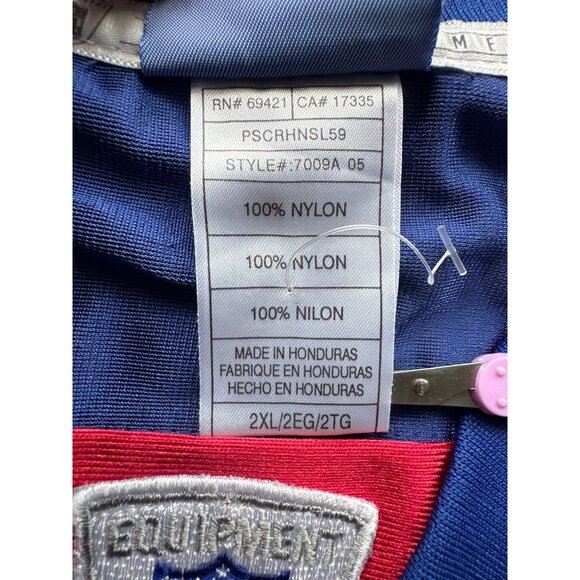 M F
RN# 69421 CA# 17335
PSCRHNSL59
STYLE#:7009A 05
100% NYLON
100% NYLON
100% NILON
MADE IN HONDURAS
FABRIQUE EN HONDURAS
HECHO EN HONDURAS
2XL/2EG/2TG
EQUIPMENT